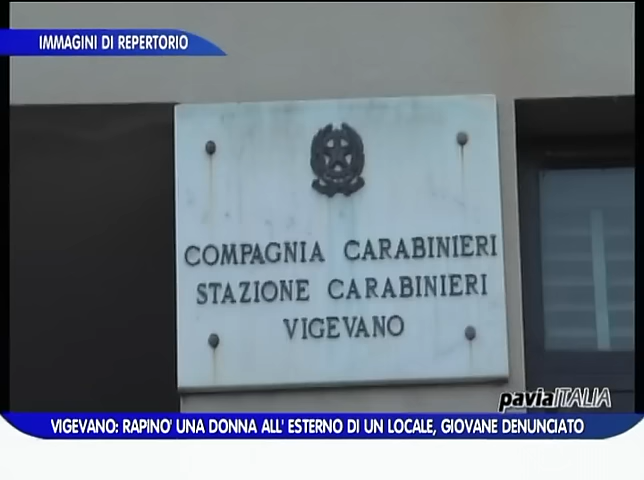 IMMAGINI DI REPERTORIO
COMPAGNIA CARABINIERI
STAZIONE CARABINIERI
VIGEVANO
paviaITALIA
VIGEVANO: RAPINO' UNA DONNA ALL' ESTERNO DI UN LOCALE, GIOVANE DENUNCIATO